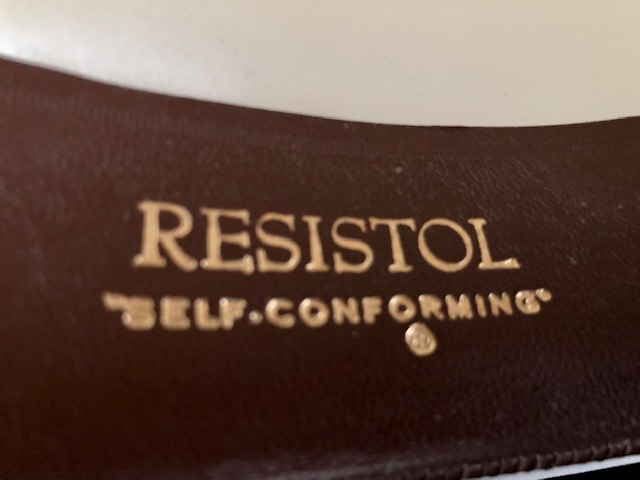 RESISTOL
"SELF-CONFORMING"
®